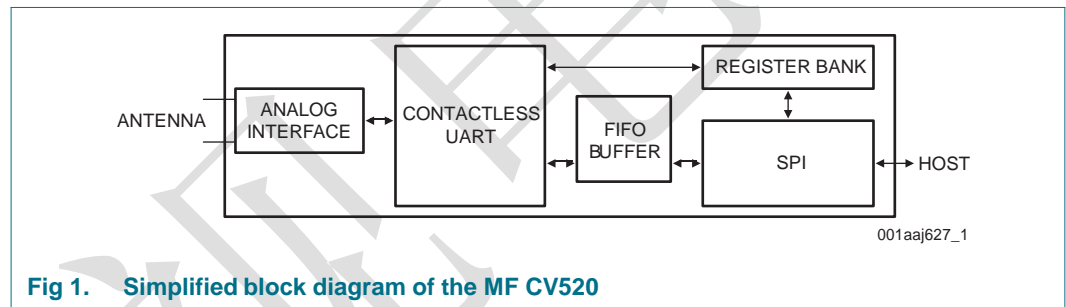 ANTENNA
ANALOG
INTERFACE
CONTACTLESS
UART
FIFO
BUFFER
REGISTER BANK
SPI
HOST
001aaj627_1
Fig 1. Simplified block diagram of the MF CV520